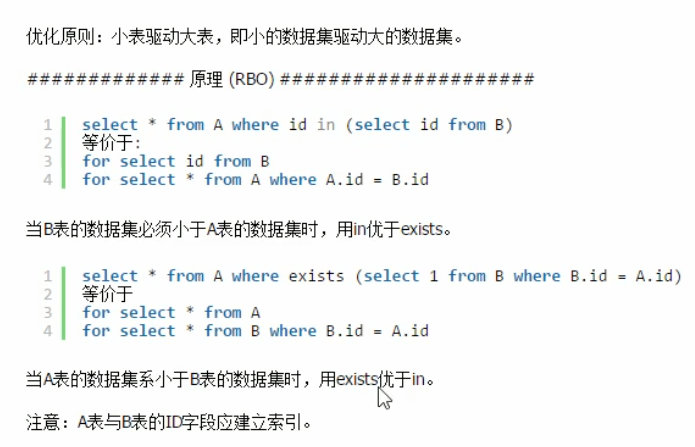 优化原则：小表驱动大表，即小的数据集驱动大的数据集。
############# 原理 (RBO) #####################
1 select * from A where id in (select id from B)
2 等价于:
3 for select id from B
4 for select * from A where A.id = B.id
当B表的数据集必须小于A表的数据集时，用in优于exists。
1 select * from A where exists (select 1 from B where B.id = A.id)
2 等价于
3 for select * from A
4 for select * from B where B.id = A.id
当A表的数据集系小于B表的数据集时，用exists优于in。
注意：A表与B表的ID字段应建立索引。